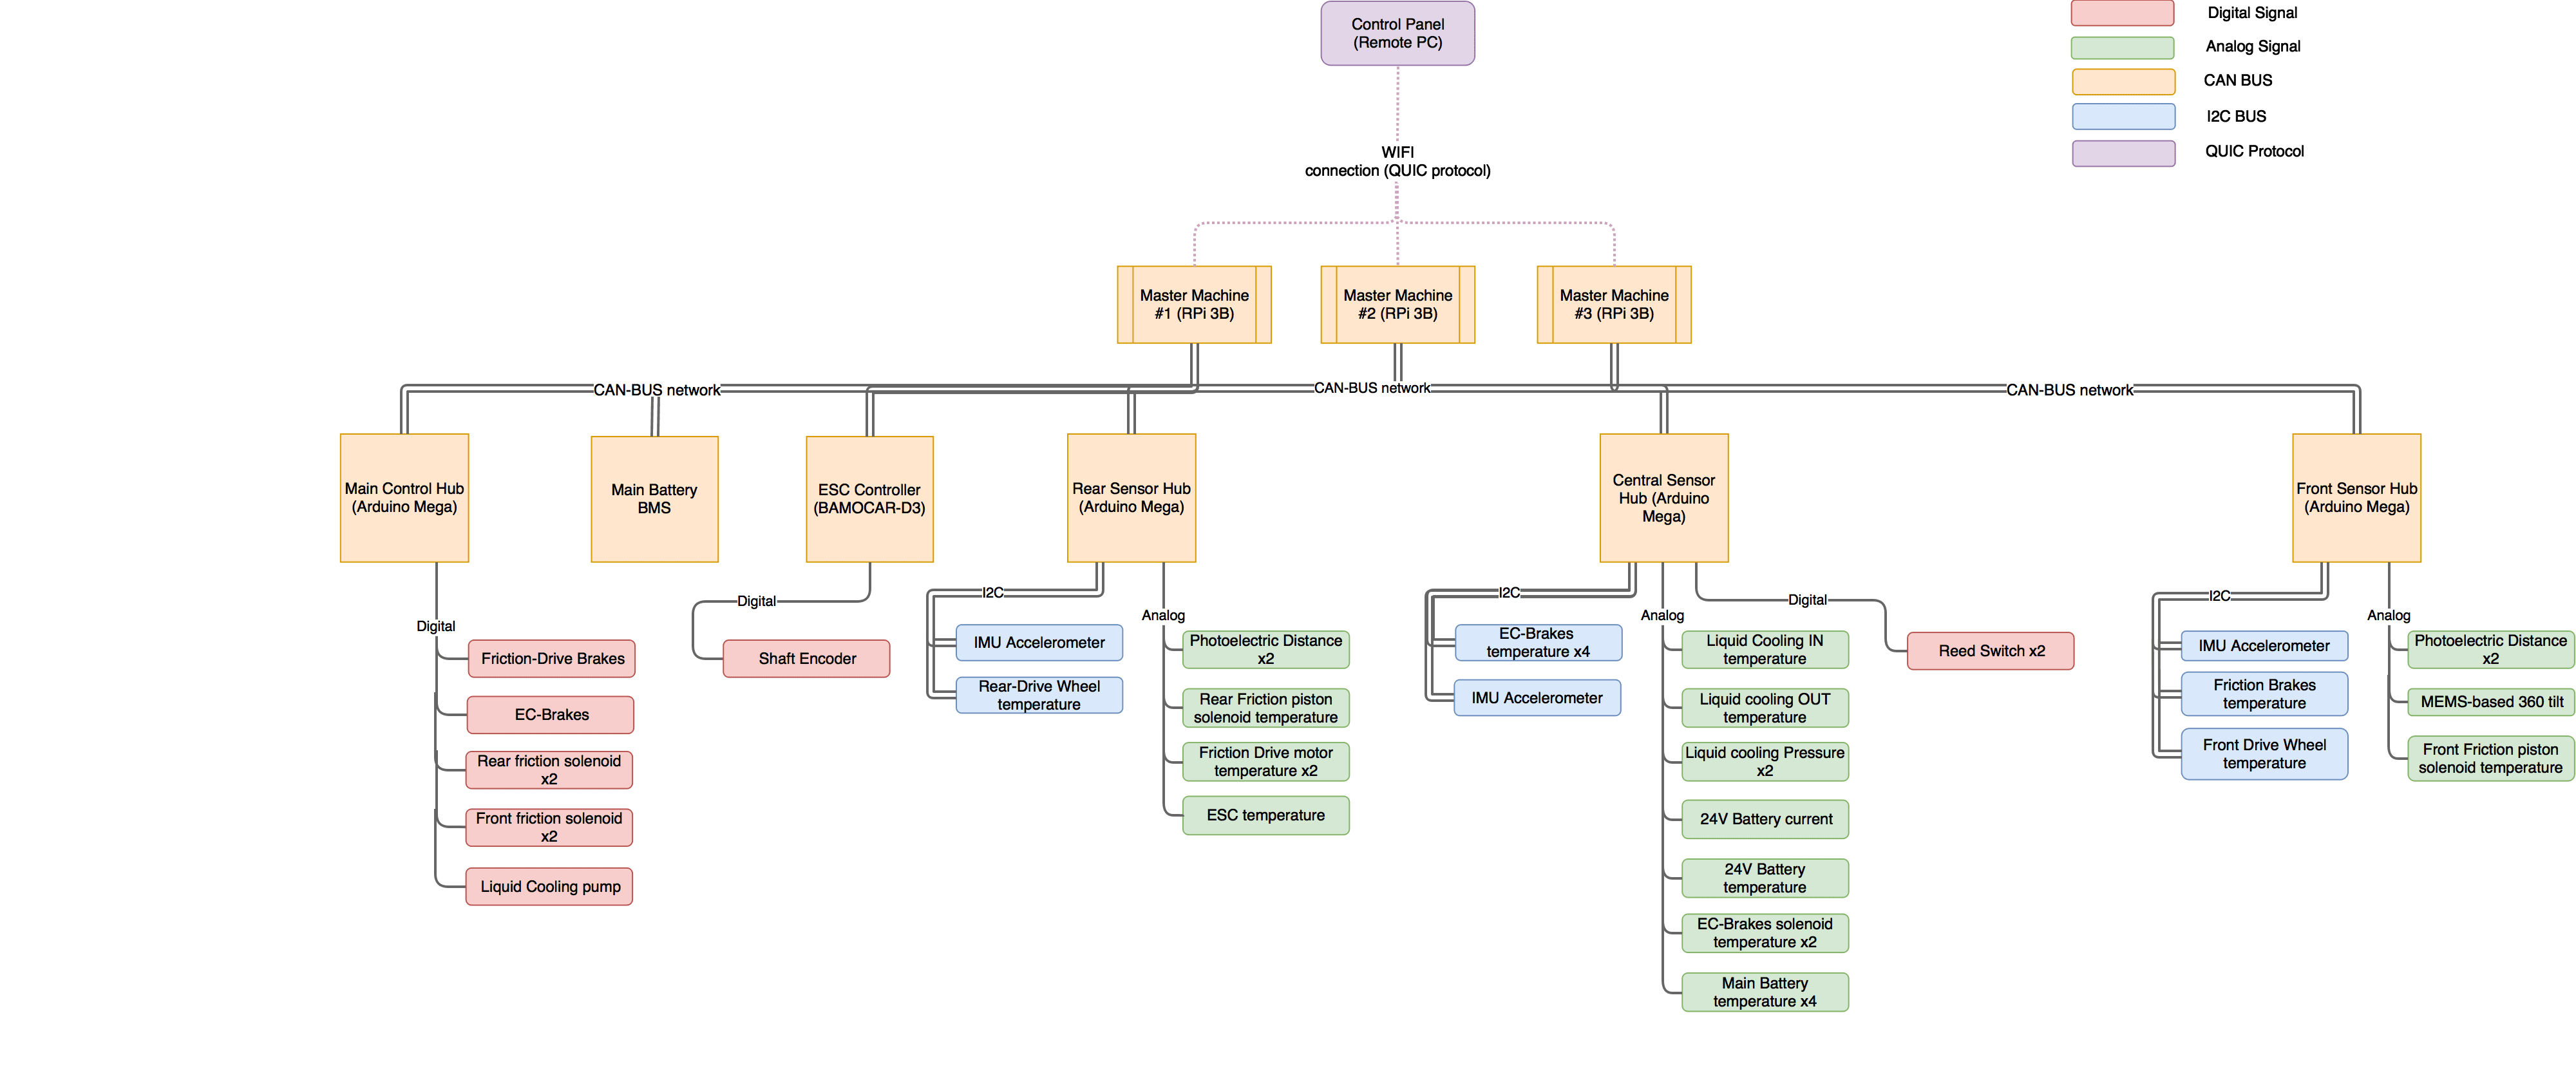 Control Panel
(Remote PC)
Digital Signal
Analog Signal
CAN BUS
I2C BUS
QUIC Protocol
WIFI
connection (QUIC protocol)
Master Machine
#1 (RPi 3B)
Master Machine
#2 (RPi 3B)
Master Machine
#3 (RPi 3B)
CAN-BUS network
CAN-BUS network
CAN-BUS network
Main Control Hub
(Arduino Mega)
Main Battery
BMS
ESC Controller
(BAMOCAR-D3)
Rear Sensor Hub
(Arduino Mega)
Central Sensor
Hub (Arduino
Mega)
Front Sensor Hub
(Arduino Mega)
Digital
Friction-Drive Brakes
EC-Brakes
Rear friction solenoid
x2
Front friction solenoid
x2
Liquid Cooling pump
Digital
Shaft Encoder
I2C
IMU Accelerometer
Rear-Drive Wheel
temperature
Analog
Photoelectric Distance
x2
Rear Friction piston
solenoid temperature
Friction Drive motor
temperature x2
ESC temperature
I2C
EC-Brakes
temperature x4
IMU Accelerometer
Analog
Liquid Cooling IN
temperature
Liquid cooling OUT
temperature
Liquid cooling Pressure
x2
24V Battery current
24V Battery
temperature
EC-Brakes solenoid
temperature x2
Main Battery
temperature x4
Digital
Reed Switch x2
I2C
IMU Accelerometer
Friction Brakes
temperature
Front Drive Wheel
temperature
Analog
Photoelectric Distance
x2
MEMS-based 360 tilt
Front Friction piston
solenoid temperature